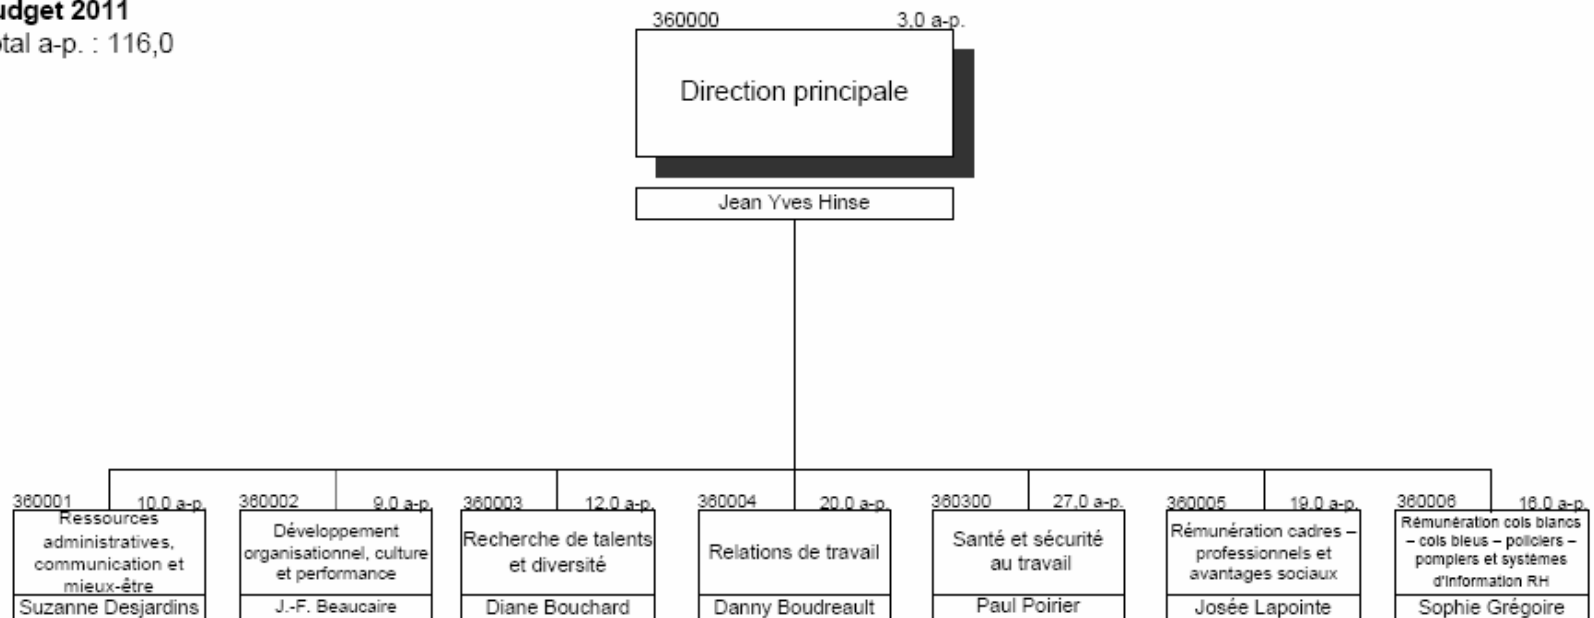 udget 2011
otal a-p. : 116,0
360000 3,0 a-p.
Direction principale
Jean Yves Hinse
360001 10,0 a-p.
Ressources
administratives,
communication et
mieux-être
Suzanne Desjardins
360002 9,0 a-p.
Développement
organisationnel, culture
et performance
J.-F. Beaucaire
360003 12,0 a-p.
Recherche de talents
et diversité
Diane Bouchard
360004 20,0 a-p.
Relations de travail
Danny Boudreault
360300 27,0 a-p.
Santé et sécurité
au travail
Paul Poirier
360005 19,0 a-p.
Rémunération cadres –
professionnels et
avantages sociaux
Josée Lapointe
360006 16,0 a-p.
Rémunération cols blancs
– cols bleus – policiers –
pompiers et systèmes
d'information RH
Sophie Grégoire